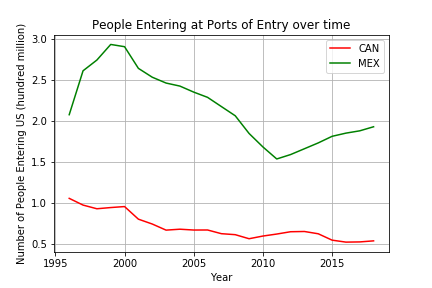 People Entering at Ports of Entry over time
Number of People Entering US (hundred million)
3.0
2.5
2.0
1.5
1.0
0.5
CAN
MEX
1995
2000
2005
2010
2015
Year